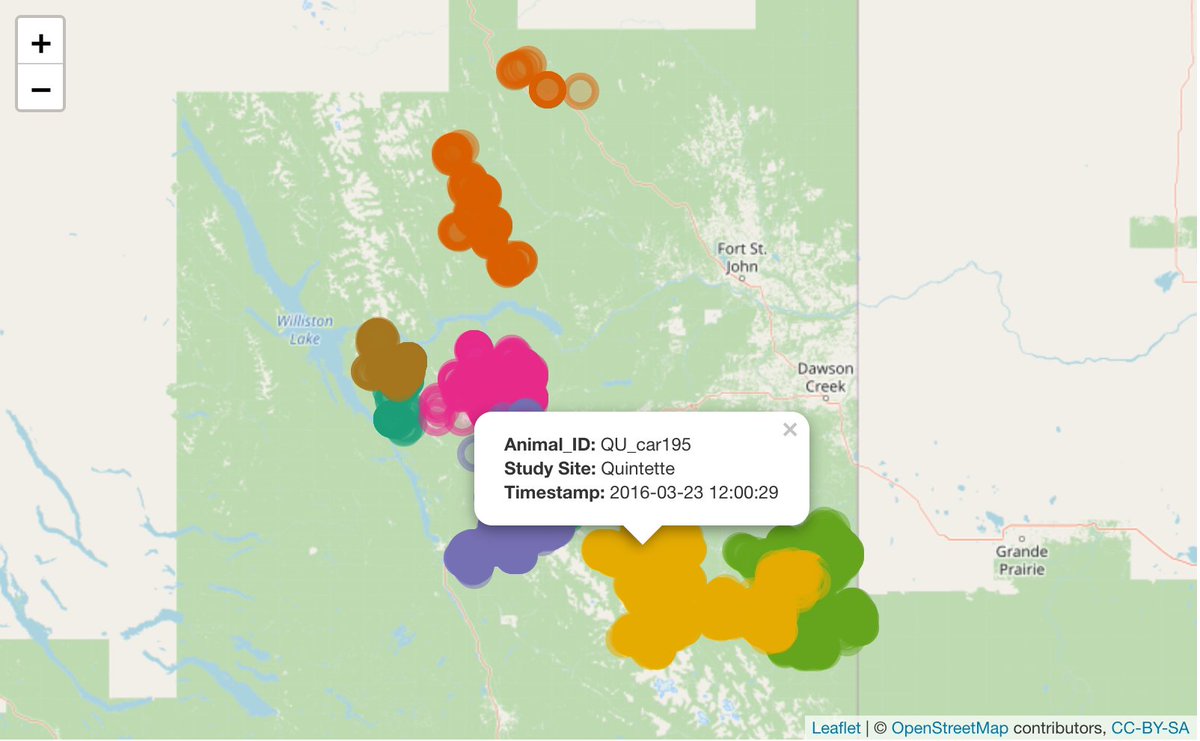 +
−
Fort St.
John
Williston
Lake
Dawson
Creek
×
Animal_ID: QU_car195
Study Site: Quintette
Timestamp: 2016-03-23 12:00:29
Grande
Prairie
Leaflet | © OpenStreetMap contributors, CC-BY-SA